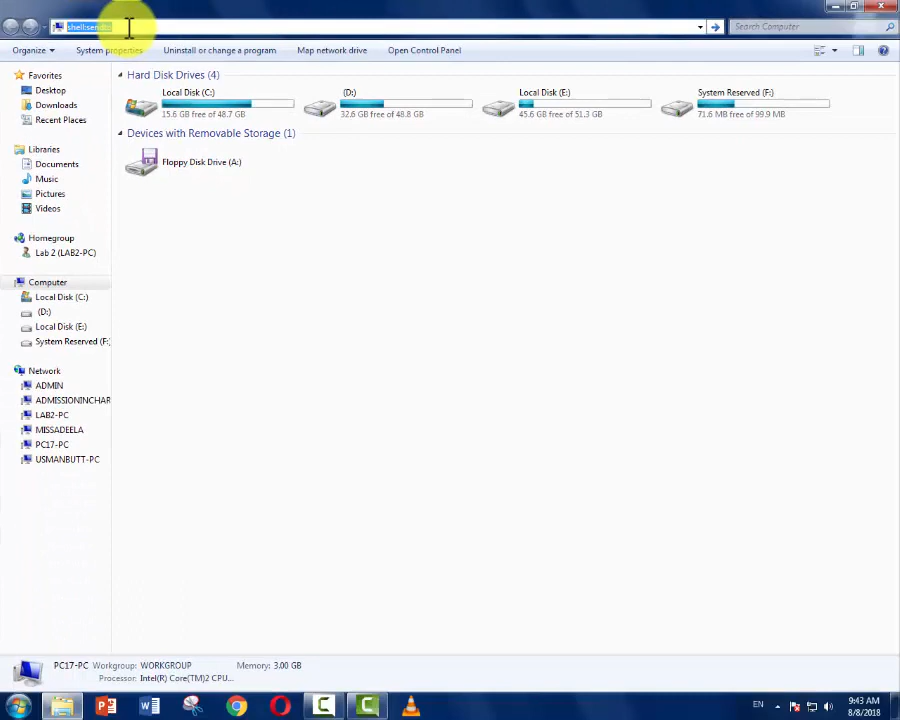 shell:sendto
Search Computer
Organize
System properties
Uninstall or change a program
Map network drive
Open Control Panel
Favorites
Desktop
Downloads
Recent Places
Libraries
Documents
Music
Pictures
Videos
Homegroup
Lab 2 (LAB2-PC)
Computer
Local Disk (C:)
(D:)
Local Disk (E:)
System Reserved (F:
Network
ADMIN
ADMISSIONINCHAR
LAB2-PC
MISSADEELA
PC17-PC
USMANBUTT-PC
Hard Disk Drives (4)
Local Disk (C:)
15.6 GB free of 48.7 GB
(D:)
32.6 GB free of 48.8 GB
Local Disk (E:)
45.6 GB free of 51.3 GB
System Reserved (F:)
71.6 MB free of 99.9 MB
Devices with Removable Storage (1)
Floppy Disk Drive (A:)
PC17-PC Workgroup: WORKGROUP Memory: 3.00 GB
Processor: Intel(R) Core(TM)2 CPU...
EN
9:43 AM
8/8/2018